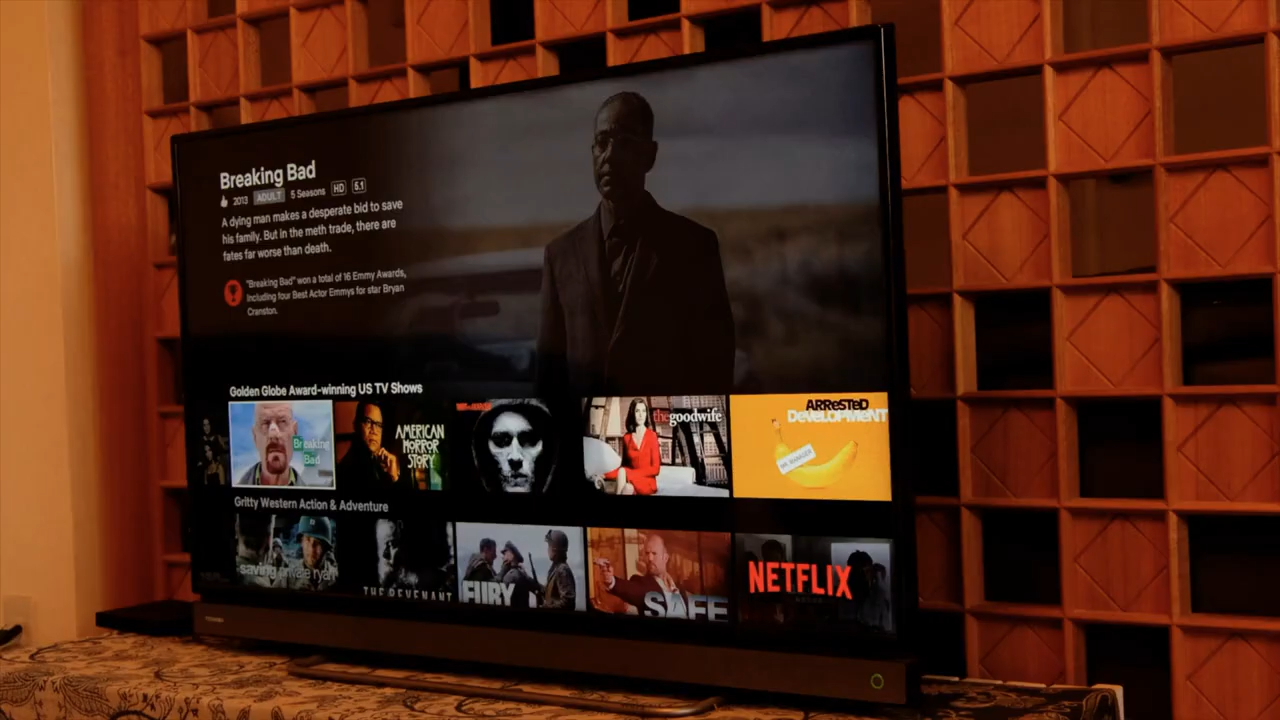 Breaking Bad
2013 ADULT 5 Seasons HD 5.1
A dying man makes a desperate bid to save
his family. But in the meth trade, there are
fates far worse than death.
"Breaking Bad" won a total of 16 Emmy Awards,
including four Best Actor Emmys for star Bryan
Cranston.
Golden Globe Award-winning US TV Shows
Breaking
Bad
AMERICAN
HORROR
STORY
thegoodwife
ARResTeD
DeveLOPMENT
MR. MANAGER
Gritty Western Action & Adventure
saving private ryan
THE REVENANT
FURY
SAFE
NETFLIX
TOSHIBA